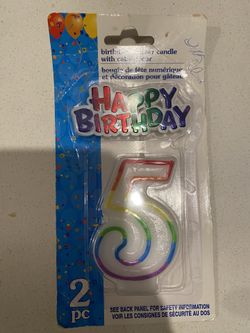 birthday candle
with cake
bougie de fête numérique
et décoration pour gâteau
HAPPY
BIRTHDAY
5
2
pc
SEE BACK PANEL FOR SAFETY INFORMATION
VOIR LES CONSIGNES DE SÉCURITÉ AU DOS